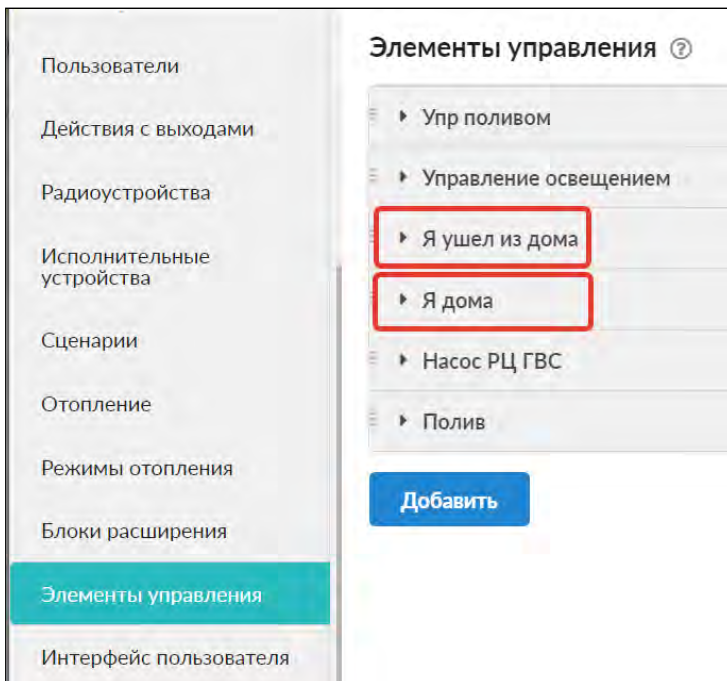 Пользователи
Действия с выходами
Радиоустройства
Исполнительные
устройства
Сценарии
Отопление
Режимы отопления
Блоки расширения
Элементы управления
Интерфейс пользователя
Элементы управления ?
Упр поливом
Управление освещением
Я ушел из дома
Я дома
Насос РЦ ГВС
Полив
Добавить